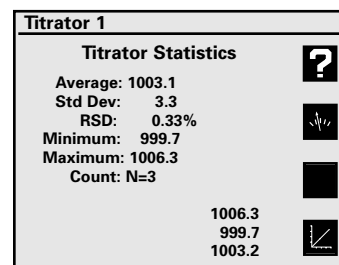 Titrator 1
Titrator Statistics
Average: 1003.1
Std Dev: 3.3
RSD: 0.33%
Minimum: 999.7
Maximum: 1006.3
Count: N=3
1006.3
999.7
1003.2
?